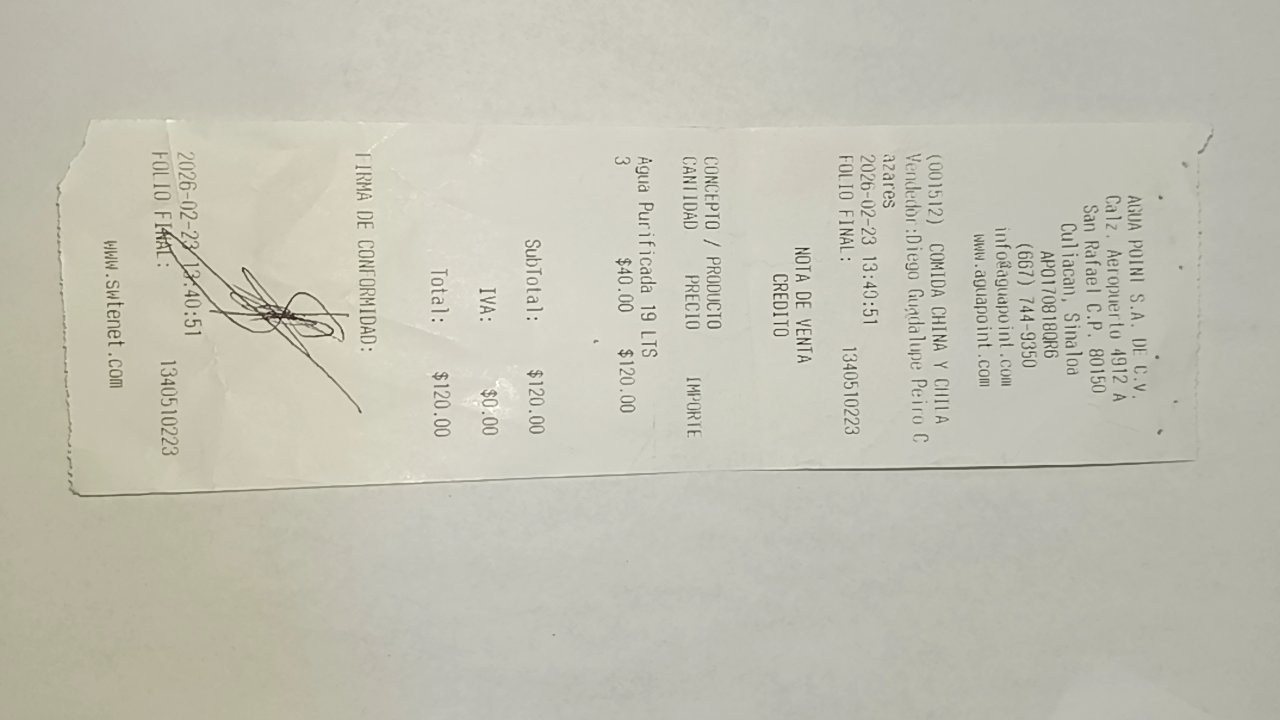 AGUA POINT S.A. DE C.V.
Calz. Aeropuerto 4912 A
San Rafael C.P. 80150
Culiacan, Sinaloa
APO170818QR6
(667) 744-9350
info@aguapoint.com
www.aguapoint.com
(001512) COMIDA CHINA Y CHILA
Vendedor:Diego Guadalupe Peiro C
azares
2026-02-23 13:40:51
FOLIO FINAL: 1340510223
NOTA DE VENTA
CREDITO
CONCEPTO / PRODUCTO
CANTIDAD PRECIO IMPORTE
Agua Purificada 19 LTS
3 $40.00 $120.00
SubTotal: $120.00
IVA: $0.00
Total: $120.00
FIRMA DE CONFORMIDAD:
2026-02-23 13:40:51
FOLIO FINAL: 1340510223
www.swtenet.com